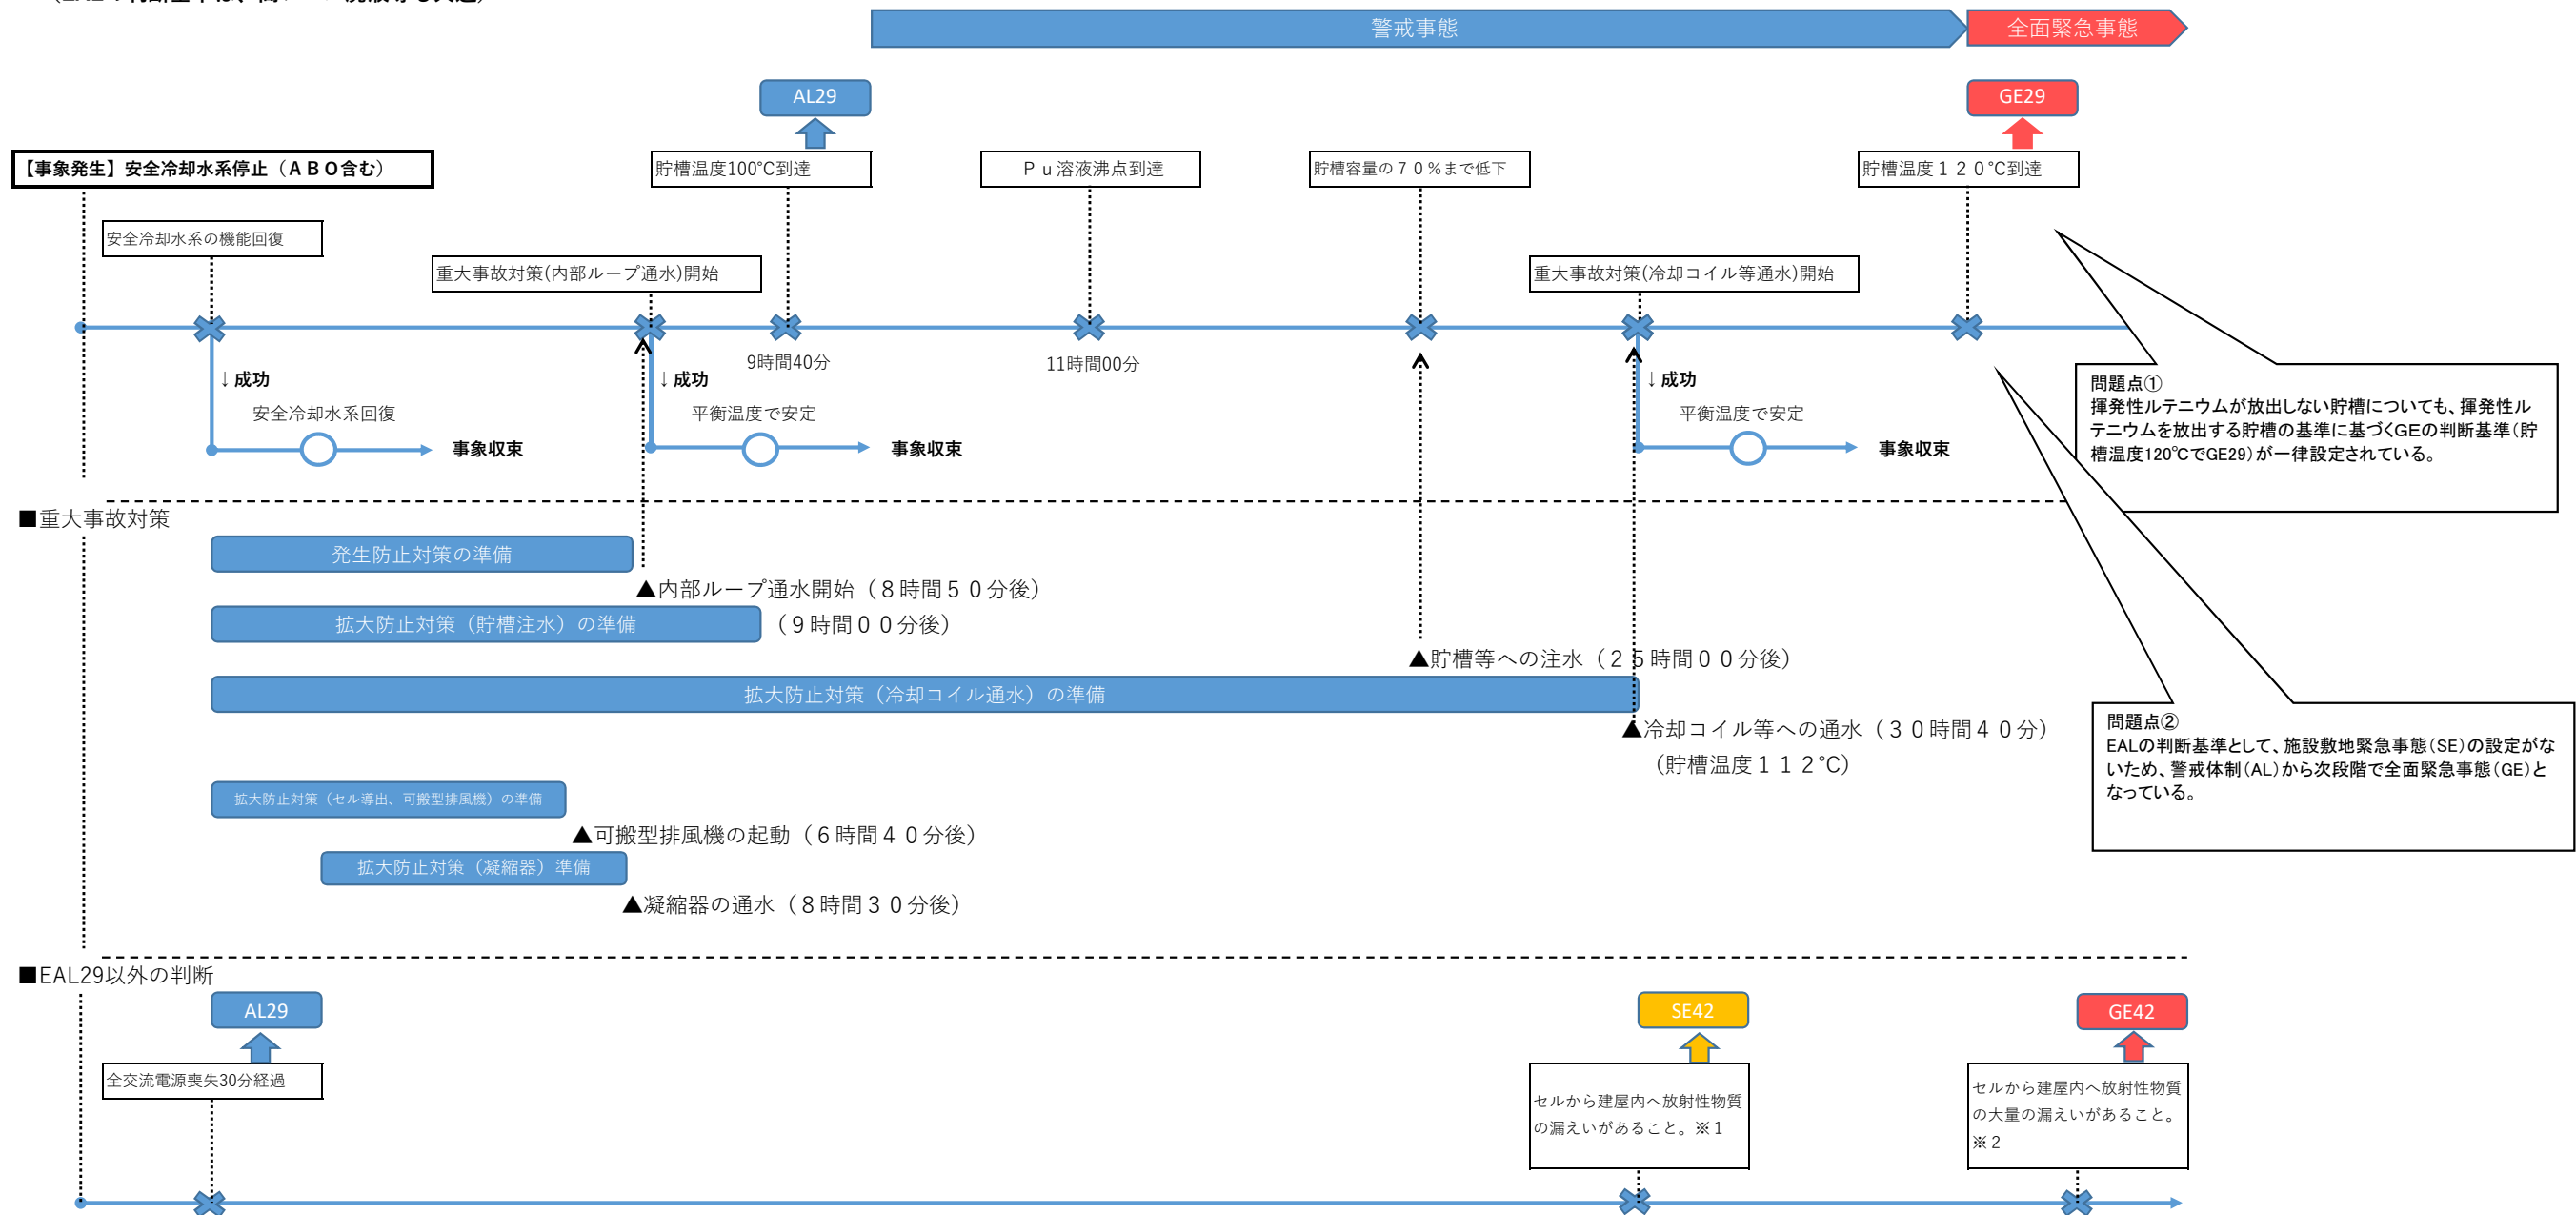 警戒事態
全面緊急事態
AL29
GE29
【事象発生】安全冷却水系停止（ＡＢＯ含む）
貯槽温度100℃到達
Ｐｕ溶液沸点到達
貯槽容量の７０％まで低下
貯槽温度１２０℃到達
安全冷却水系の機能回復
重大事故対策(内部ループ通水)開始
重大事故対策(冷却コイル等通水)開始
9時間40分
11時間00分
↓成功
↓成功
↓成功
安全冷却水系回復
平衡温度で安定
平衡温度で安定
事象収束
事象収束
事象収束
問題点①
揮発性ルテニウムが放出しない貯槽についても、揮発性ル
テニウムを放出する貯槽の基準に基づくGEの判断基準（貯
槽温度120℃でGE29）が一律設定されている。
■重大事故対策
発生防止対策の準備
▲内部ループ通水開始（８時間５０分後）
拡大防止対策（貯槽注水）の準備
（９時間００分後）
▲貯槽等への注水（２５時間００分後）
拡大防止対策（冷却コイル通水）の準備
▲冷却コイル等への通水（３０時間４０分）
（貯槽温度１１２℃）
問題点②
EALの判断基準として、施設敷地緊急事態（SE）の設定がな
いため、警戒体制（AL）から次段階で全面緊急事態（GE）と
なっている。
拡大防止対策（セル導出、可搬型排風機）の準備
▲可搬型排風機の起動（６時間４０分後）
拡大防止対策（凝縮器）準備
▲凝縮器の通水（８時間３０分後）
■EAL29以外の判断
AL29
SE42
GE42
全交流電源喪失30分経過
セルから建屋内へ放射性物質
の漏えいがあること。※１
セルから建屋内へ放射性物質
の大量の漏えいがあること。
※２